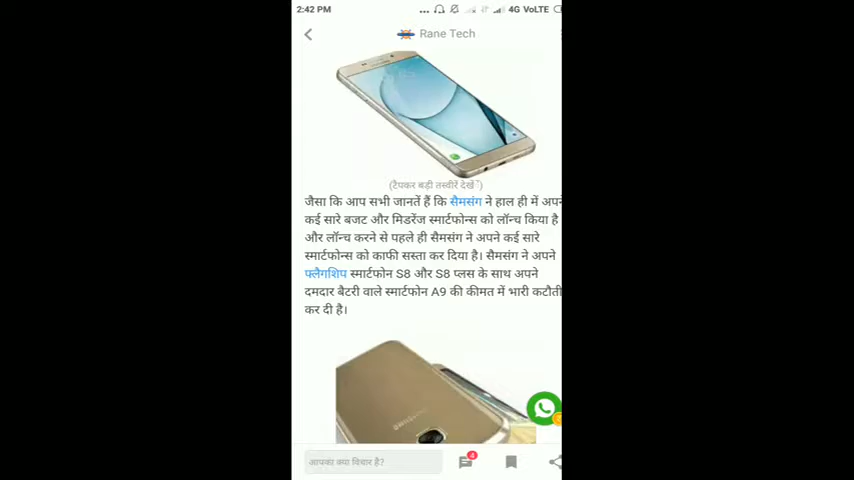 2:42 PM
4G VoLTE
Rane Tech
(टैपकर बड़ी तस्वीरें देखें)
जैसा कि आप सभी जानतें हैं कि सैमसंग ने हाल ही में अपने
कई सारे बजट और मिडरेंज स्मार्टफोन्स को लॉन्च किया है
और लॉन्च करने से पहले ही सैमसंग ने अपने कई सारे
स्मार्टफोन्स को काफी सस्ता कर दिया है। सैमसंग ने अपने
फ्लैगशिप स्मार्टफोन S8 और S8 प्लस के साथ अपने
दमदार बैटरी वाले स्मार्टफोन A9 की कीमत में भारी कटौती
कर दी है।
SAMSUNG
आपका क्या विचार है?
4